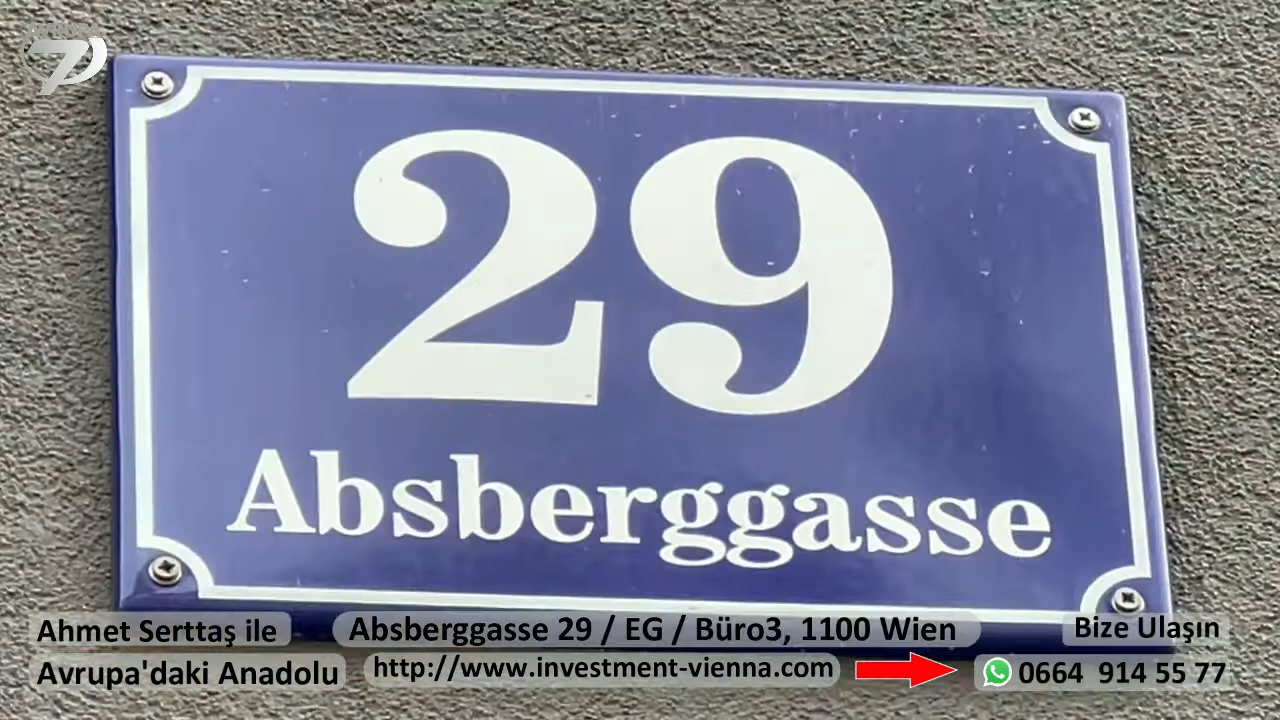 7
29
Absberggasse
Ahmet Serttaş ile
Avrupa'daki Anadolu
Absberggasse 29 / EG / Büro3, 1100 Wien
http://www.investment-vienna.com
Bize Ulaşın
0664 914 55 77